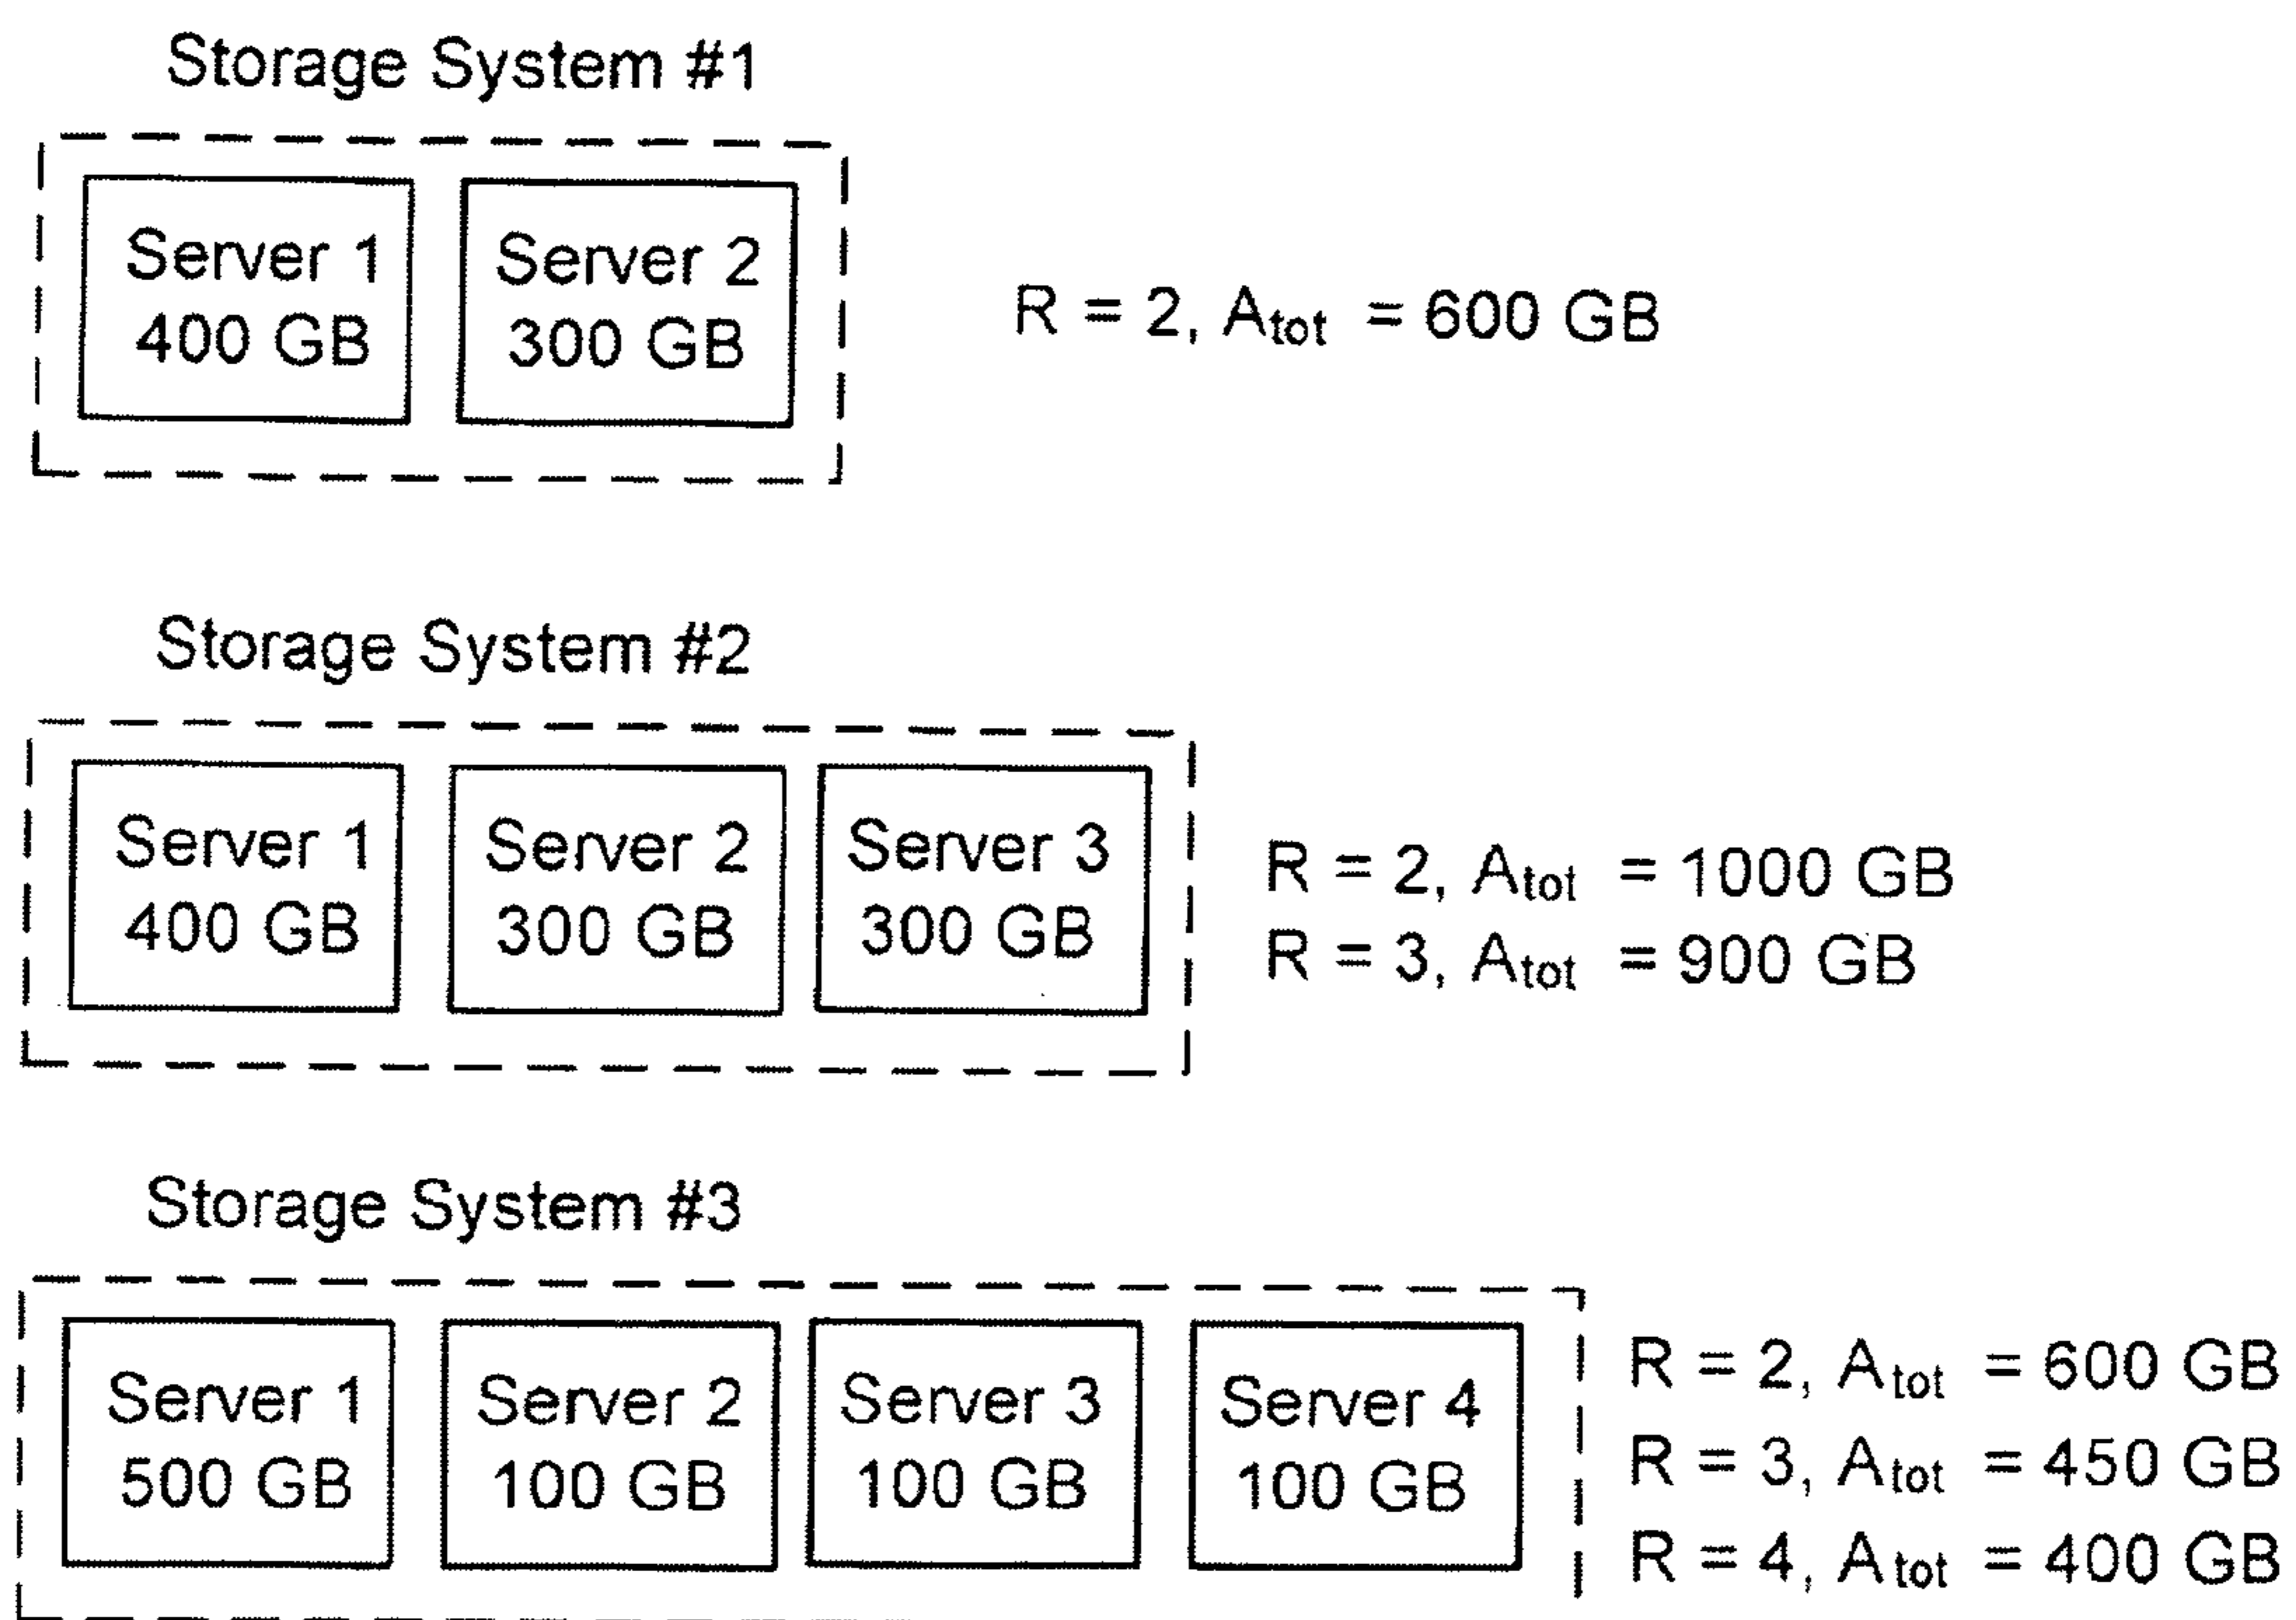 Storage System #1
Server 1
400 GB
Server 2
300 GB
R = 2, Atot = 600 GB
Storage System #2
Server 1
400 GB
Server 2
300 GB
Server 3
300 GB
R = 2, Atot = 1000 GB
R = 3, Atot = 900 GB
Storage System #3
Server 1
500 GB
Server 2
100 GB
Server 3
100 GB
Server 4
100 GB
R = 2, Atot = 600 GB
R = 3, Atot = 450 GB
R = 4, Atot = 400 GB